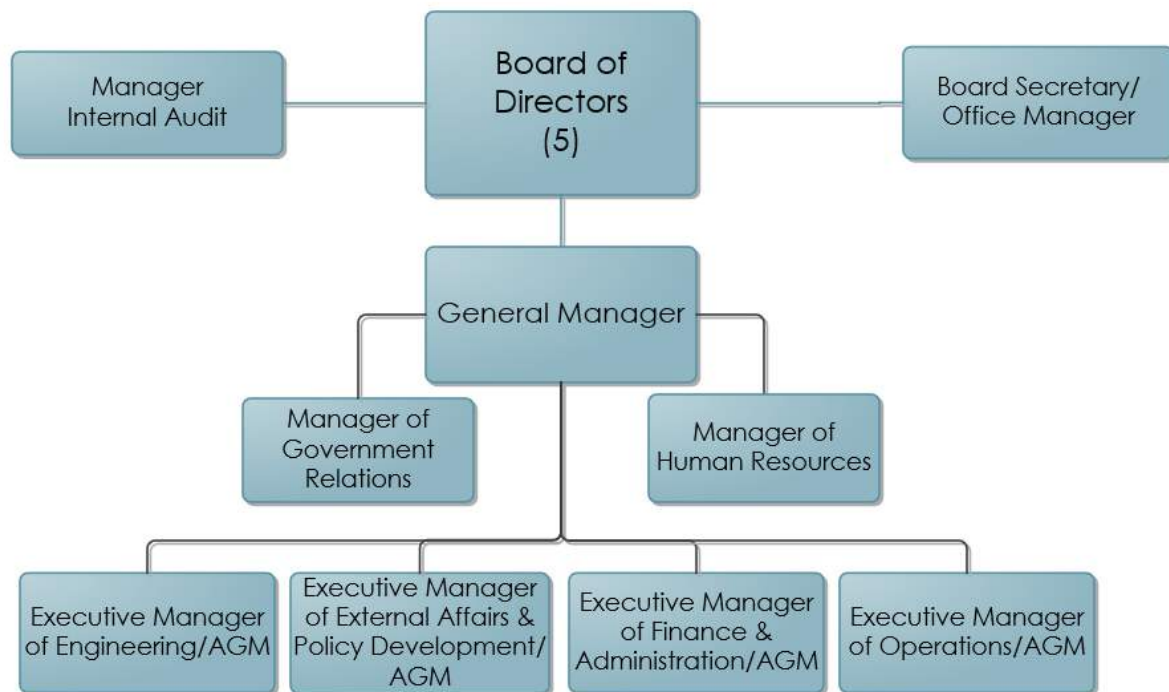 Manager
Internal Audit
Board of
Directors
(5)
Board Secretary/
Office Manager
General Manager
Manager of
Government
Relations
Manager of
Human Resources
Executive Manager
of Engineering/AGM
Executive Manager
of External Affairs &
Policy Development/
AGM
Executive Manager
of Finance &
Administration/AGM
Executive Manager
of Operations/AGM